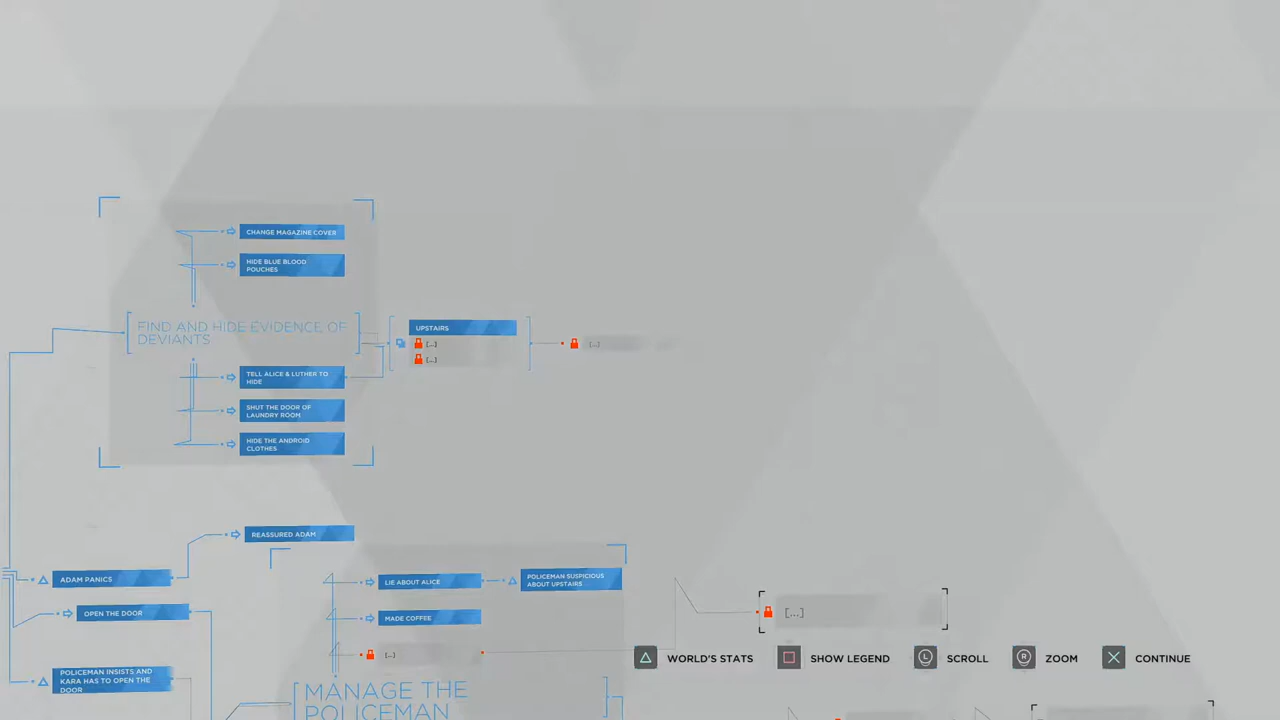 CHANGE MAGAZINE COVER
HIDE BLUE BLOOD
POUCHES
FIND AND HIDE EVIDENCE OF
DEVIANTS
UPSTAIRS
[...]
[...]
[...]
TELL ALICE & LUTHER TO
HIDE
SHUT THE DOOR OF
LAUNDRY ROOM
HIDE THE ANDROID
CLOTHES
REASSURED ADAM
ADAM PANICS
OPEN THE DOOR
POLICEMAN INSISTS AND
KARA HAS TO OPEN THE
DOOR
LIE ABOUT ALICE
POLICEMAN SUSPICIOUS
ABOUT UPSTAIRS
MADE COFFEE
[...]
[...]
MANAGE THE
POLICEMAN
WORLD'S STATS
SHOW LEGEND
L SCROLL
R ZOOM
CONTINUE